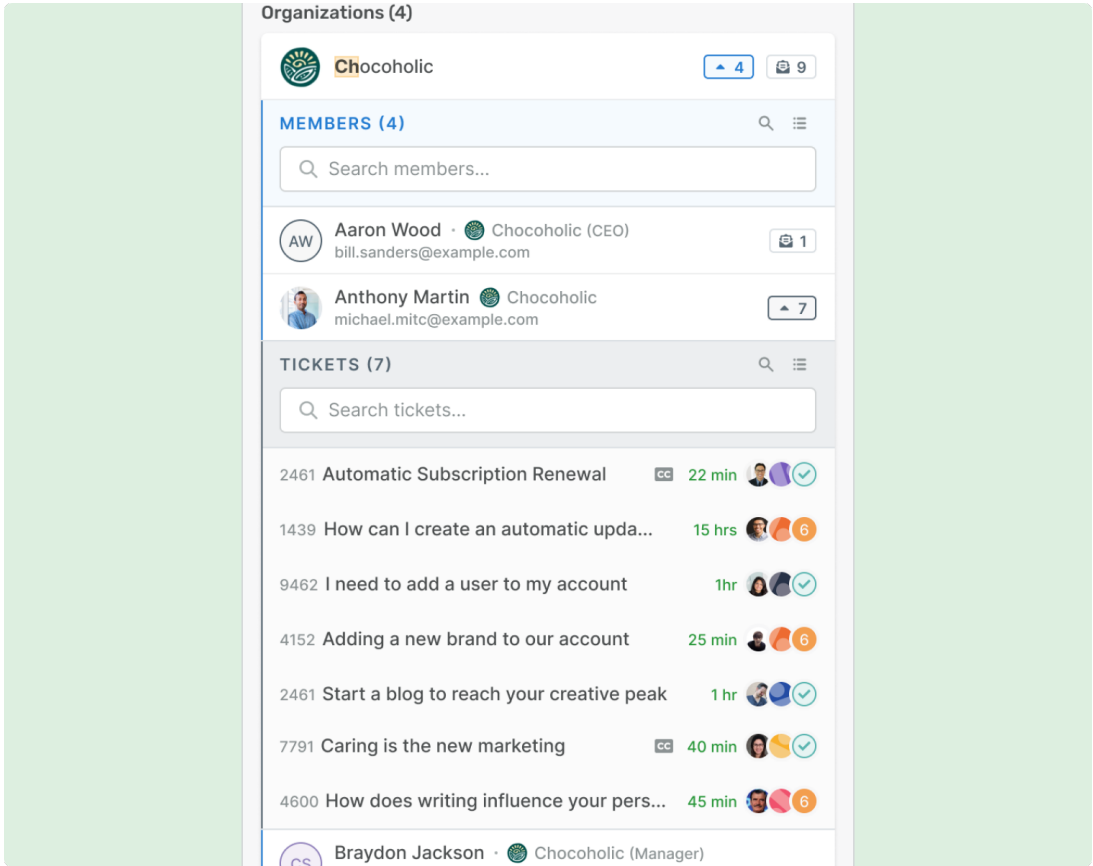 Organizations (4)
Chocoholic 4 9
MEMBERS (4)
Search members...
AW Aaron Wood · Chocoholic (CEO) 1
bill.sanders@example.com
Anthony Martin Chocoholic 7
michael.mitc@example.com
TICKETS (7)
Search tickets...
2461 Automatic Subscription Renewal CC 22 min
1439 How can I create an automatic upda... 15 hrs 6
9462 I need to add a user to my account 1hr
4152 Adding a new brand to our account 25 min 6
2461 Start a blog to reach your creative peak 1 hr
7791 Caring is the new marketing CC 40 min
4600 How does writing influence your pers... 45 min 6
CS Braydon Jackson · Chocoholic (Manager)